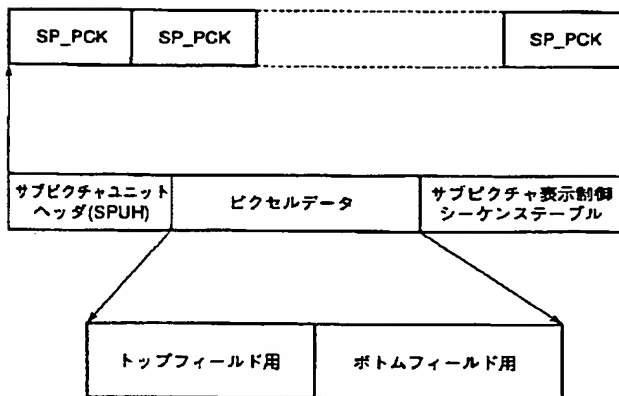 SP_PCK
SP_PCK
SP_PCK
サブピクチャユニット
ヘッダ(SPUH)
ピクセルデータ
サブピクチャ表示制御
シーケンステーブル
トップフィールド用
ボトムフィールド用